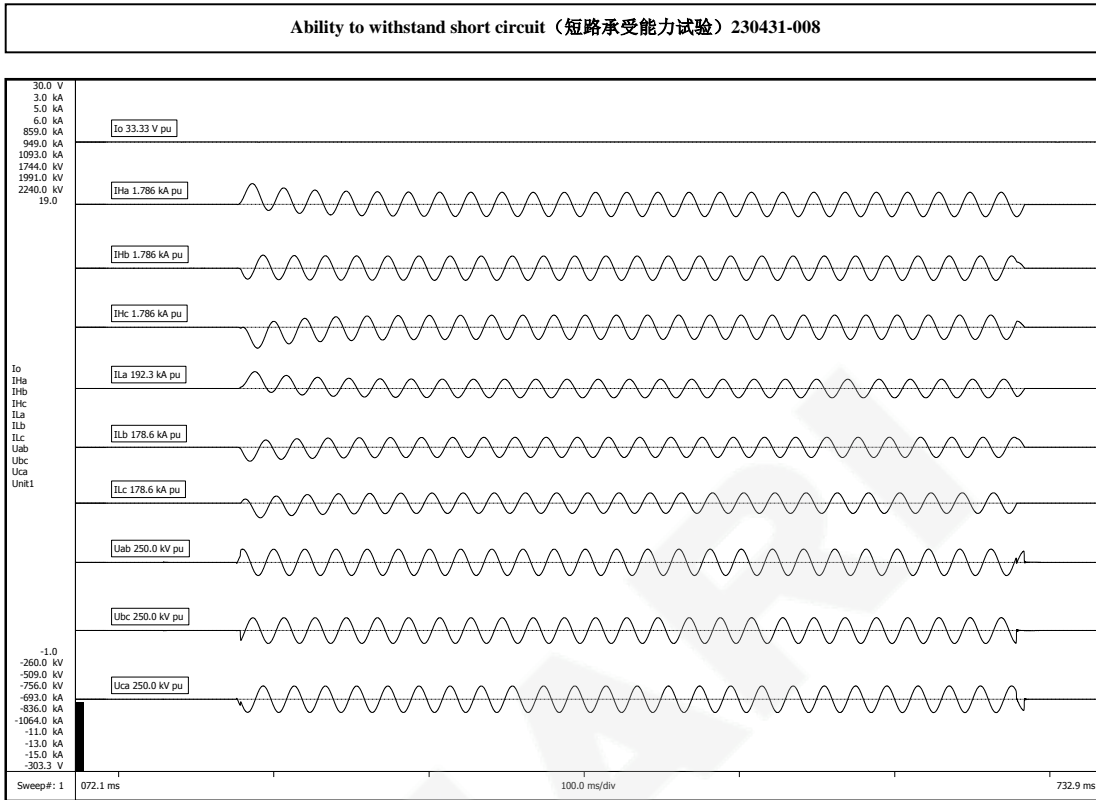 Ability to withstand short circuit（短路承受能力试验）230431-008
30.0 V
3.0 kA
5.0 kA
6.0 kA
859.0 kA
949.0 kA
1093.0 kA
1744.0 kV
1991.0 kV
2240.0 kV
19.0
Io 33.33 V pu
IHa 1.786 kA pu
IHb 1.786 kA pu
IHc 1.786 kA pu
ILa 192.3 kA pu
ILb 178.6 kA pu
ILc 178.6 kA pu
Uab 250.0 kV pu
Ubc 250.0 kV pu
Uca 250.0 kV pu
Io
IHa
IHb
IHc
ILa
ILb
ILc
Uab
Ubc
Uca
Unit1
-1.0
-260.0 kV
-509.0 kV
-756.0 kV
-693.0 kA
-836.0 kA
-1064.0 kA
-11.0 kA
-13.0 kA
-15.0 kA
-303.3 V
Sweep#: 1 072.1 ms 100.0 ms/div 732.9 ms
ARI